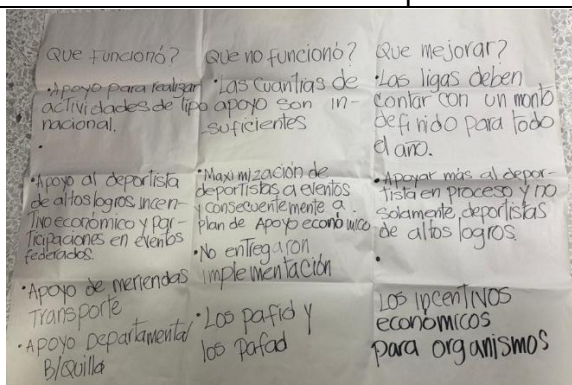 Que funcionó?
• Apoyo para realizar
actividades de tipo
nacional.
•
• Apoyo al deportista
de altos logros incen-
tivo económico y par-
ticipaciones en eventos
federados.
• Apoyo de meriendas
Transporte
• Apoyo Departamental
B/Quilla
Que no funcionó?
• Las cuantias de
apoyo son in-
suficientes
• Maximización de
deportistas a eventos
y consecuentemente a
plan de Apoyo económico
• No entregaron
implementación
• Los pafid y
los pafad
Que mejorar?
• Las ligas deben
contar con un monto
definido para todo
el año.
• Apoyar más al depor-
tista en proceso y no
solamente, deportistas
de altos logros.
•
Los incentivos
económicos
para organismos